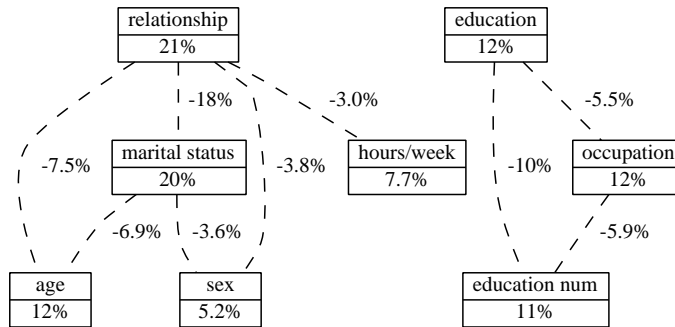 relationship
21%
education
12%
-18%
-3.0%
-5.5%
-7.5%
marital status
20%
-3.8%
hours/week
7.7%
-10%
occupation
12%
-6.9%
-3.6%
-5.9%
age
12%
sex
5.2%
education num
11%